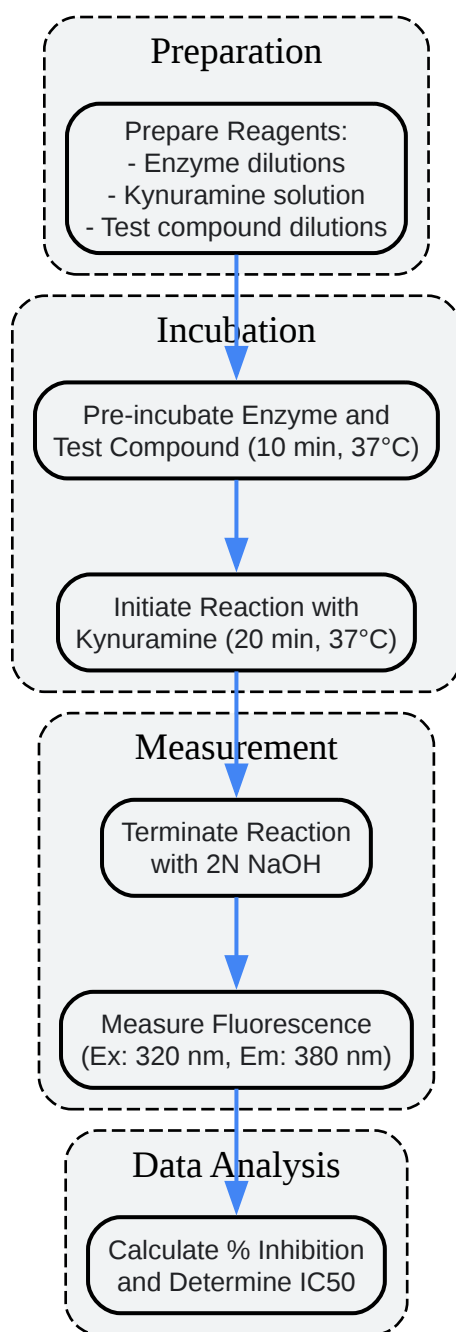 Preparation
Prepare Reagents:
- Enzyme dilutions
- Kynuramine solution
- Test compound dilutions
Incubation
Pre-incubate Enzyme and
Test Compound (10 min, 37°C)
Initiate Reaction with
Kynuramine (20 min, 37°C)
Measurement
Terminate Reaction
with 2N NaOH
Measure Fluorescence
(Ex: 320 nm, Em: 380 nm)
Data Analysis
Calculate % Inhibition
and Determine IC50